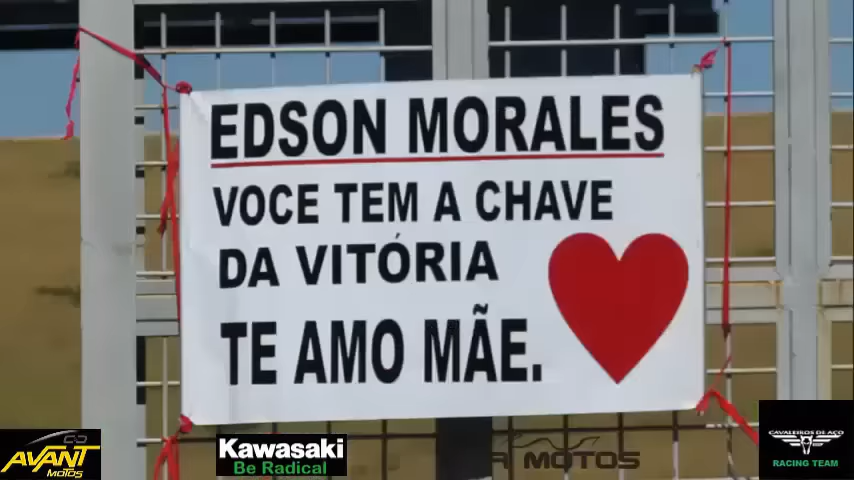 EDSON MORALES
VOCE TEM A CHAVE
DA VITÓRIA
TE AMO MÃE.
AVANT
MOTOS
Kawasaki
Be Radical
MOTOS
CAVALEIROS DE AÇO
RACING TEAM